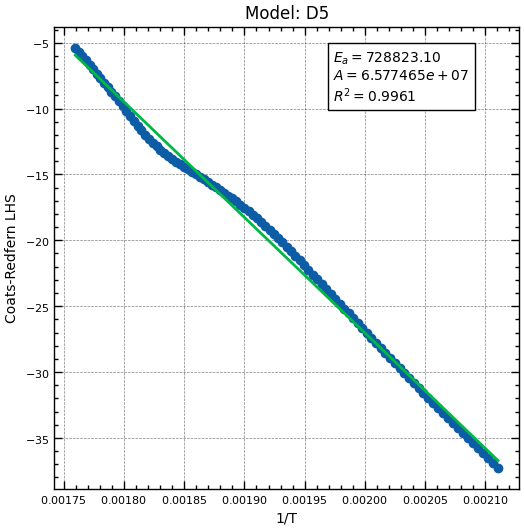 Model: D5
E_a = 728823.10
A = 6.577465e + 07
R^2 = 0.9961
Coats-Redfern LHS
−5
−10
−15
−20
−25
−30
−35
0.00175 0.00180 0.00185 0.00190 0.00195 0.00200 0.00205 0.00210
1/T